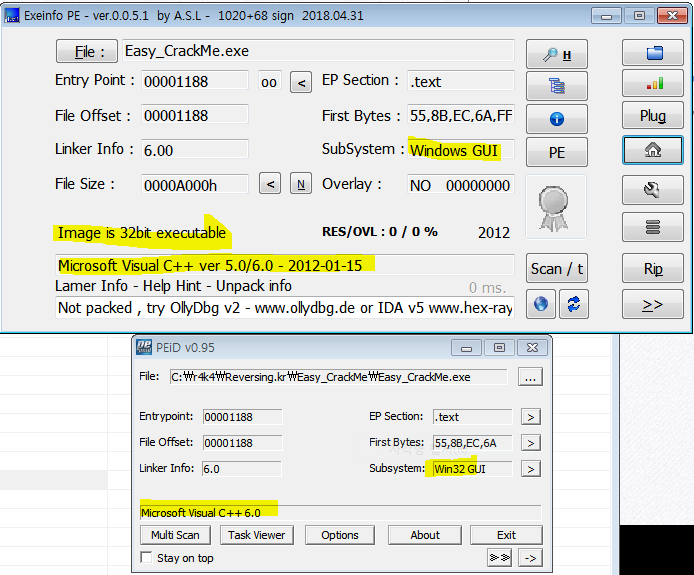 Exeinfo PE - ver.0.0.5.1 by A.S.L - 1020+68 sign 2018.04.31
File : Easy_CrackMe.exe H
Entry Point : 00001188 oo < EP Section : .text
File Offset : 00001188 First Bytes : 55,8B,EC,6A,FF Plug
Linker Info : 6.00 SubSystem : Windows GUI PE
File Size : 0000A000h < N Overlay : NO 00000000
Image is 32bit executable RES/OVL : 0 / 0 % 2012
Microsoft Visual C++ ver 5.0/6.0 - 2012-01-15 Scan / t Rip
Lamer Info - Help Hint - Unpack info 0 ms.
Not packed , try OllyDbg v2 - www.ollydbg.de or IDA v5 www.hex-ray >>
PEiD v0.95
File: C:₩r4k4₩Reversing.kr₩Easy_CrackMe₩Easy_CrackMe.exe ...
Entrypoint: 00001188 EP Section: .text >
File Offset: 00001188 First Bytes: 55,8B,EC,6A >
Linker Info: 6.0 Subsystem: Win32 GUI >
Microsoft Visual C++ 6.0
Multi Scan Task Viewer Options About Exit
Stay on top >> ->